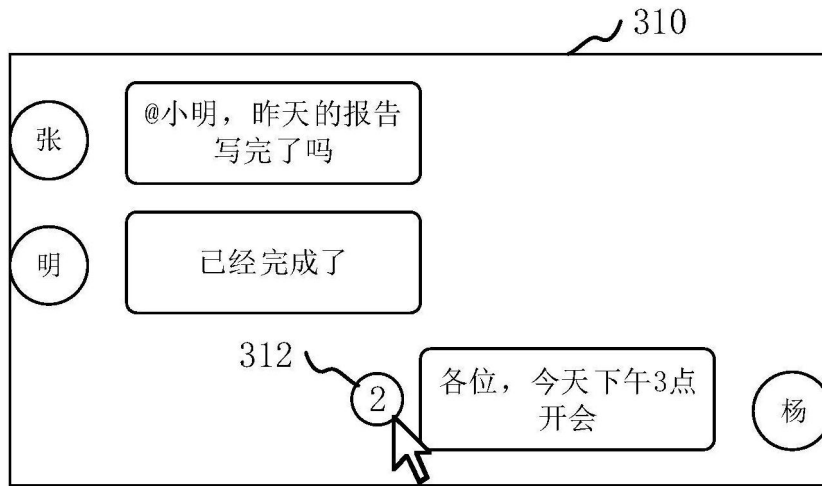 310
张
@小明，昨天的报告
写完了吗
明
已经完成了
312
2
各位，今天下午3点
开会
杨